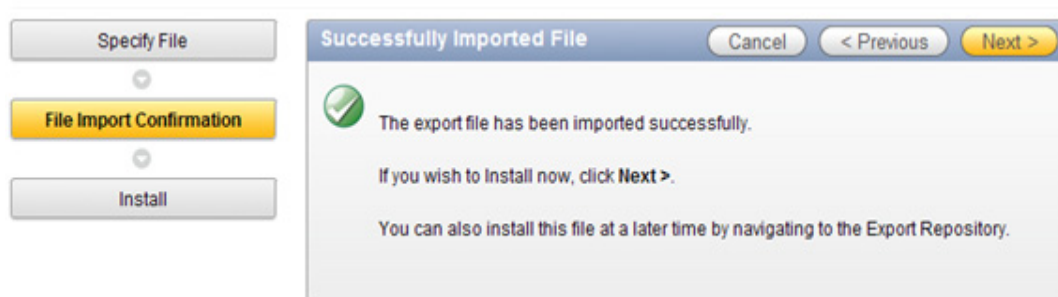 Specify File
File Import Confirmation
Install
Successfully Imported File
Cancel
< Previous
Next >
The export file has been imported successfully.
If you wish to Install now, click Next >.
You can also install this file at a later time by navigating to the Export Repository.